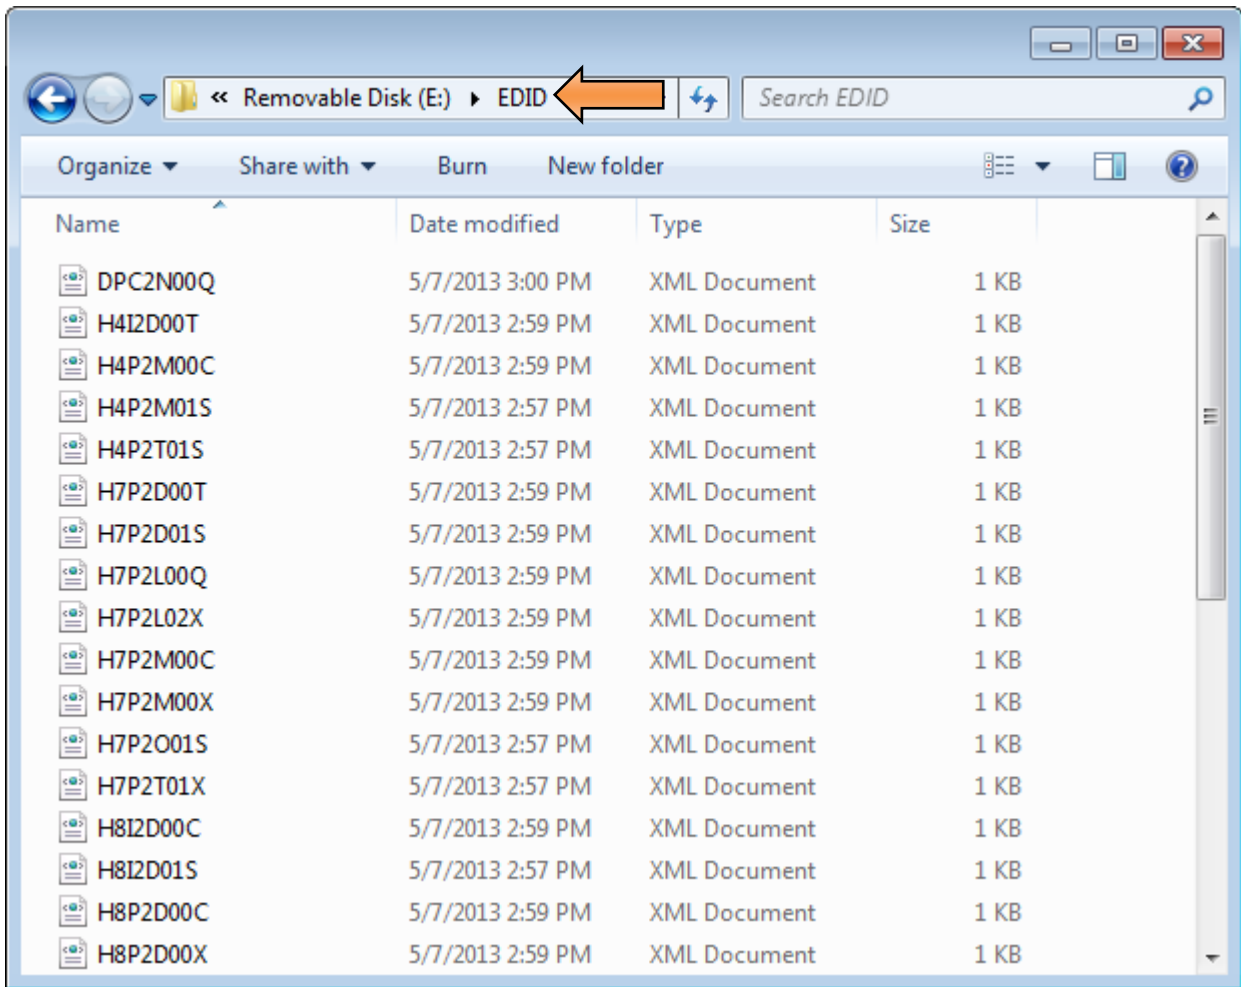 « Removable Disk (E:) ▸ EDID Search EDID
Organize ▾ Share with ▾ Burn New folder
Name Date modified Type Size
DPC2N00Q 5/7/2013 3:00 PM XML Document 1 KB
H4I2D00T 5/7/2013 2:59 PM XML Document 1 KB
H4P2M00C 5/7/2013 2:59 PM XML Document 1 KB
H4P2M01S 5/7/2013 2:57 PM XML Document 1 KB
H4P2T01S 5/7/2013 2:57 PM XML Document 1 KB
H7P2D00T 5/7/2013 2:59 PM XML Document 1 KB
H7P2D01S 5/7/2013 2:59 PM XML Document 1 KB
H7P2L00Q 5/7/2013 2:59 PM XML Document 1 KB
H7P2L02X 5/7/2013 2:59 PM XML Document 1 KB
H7P2M00C 5/7/2013 2:59 PM XML Document 1 KB
H7P2M00X 5/7/2013 2:59 PM XML Document 1 KB
H7P2O01S 5/7/2013 2:57 PM XML Document 1 KB
H7P2T01X 5/7/2013 2:57 PM XML Document 1 KB
H8I2D00C 5/7/2013 2:59 PM XML Document 1 KB
H8I2D01S 5/7/2013 2:57 PM XML Document 1 KB
H8P2D00C 5/7/2013 2:59 PM XML Document 1 KB
H8P2D00X 5/7/2013 2:59 PM XML Document 1 KB